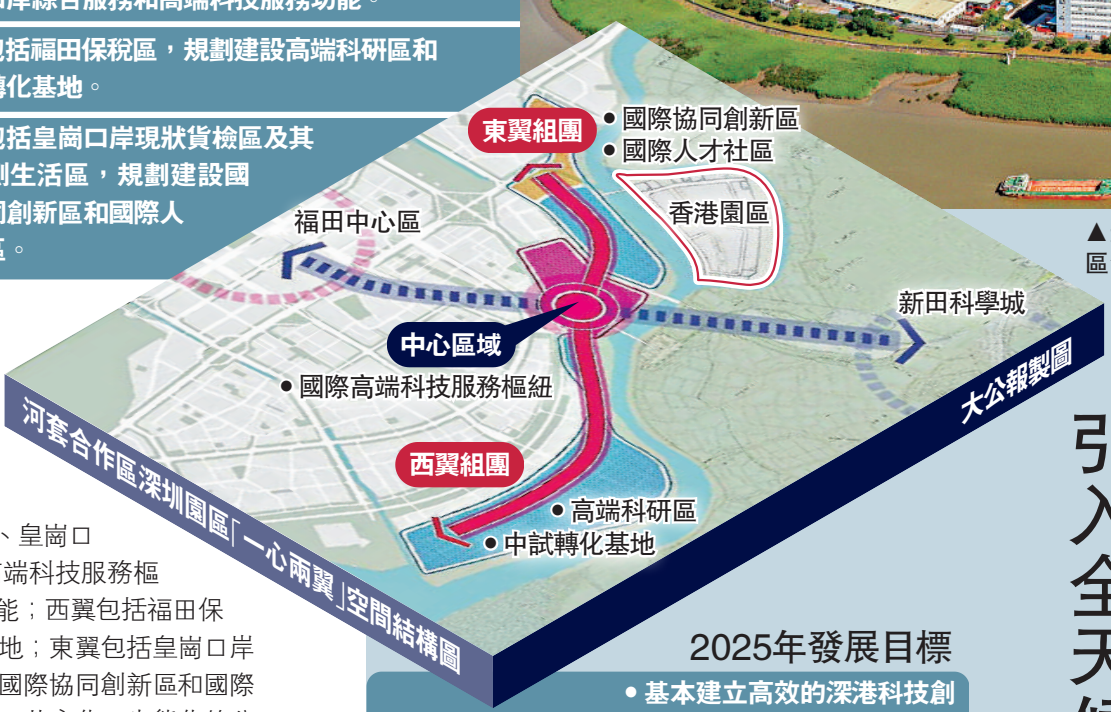 岸綜合服務和高端科技服務功能。
包括福田保稅區，規劃建設高端科研區和
轉化基地。
包括皇崗口岸現狀貨檢區及其
側生活區，規劃建設國
同創新區和國際人
區。
東翼組團
• 國際協同創新區
• 國際人才社區
香港園區
福田中心區
新田科學城
中心區域
• 國際高端科技服務樞紐
西翼組團
• 高端科研區
• 中試轉化基地
河套合作區深圳園區「一心兩翼」空間結構圖
大公報製圖
▲
區
、皇崗口
端科技服務樞
能；西翼包括福田保
地；東翼包括皇崗口岸
國際協同創新區和國際
2025年發展目標
• 基本建立高效的深港科技創
引入全天